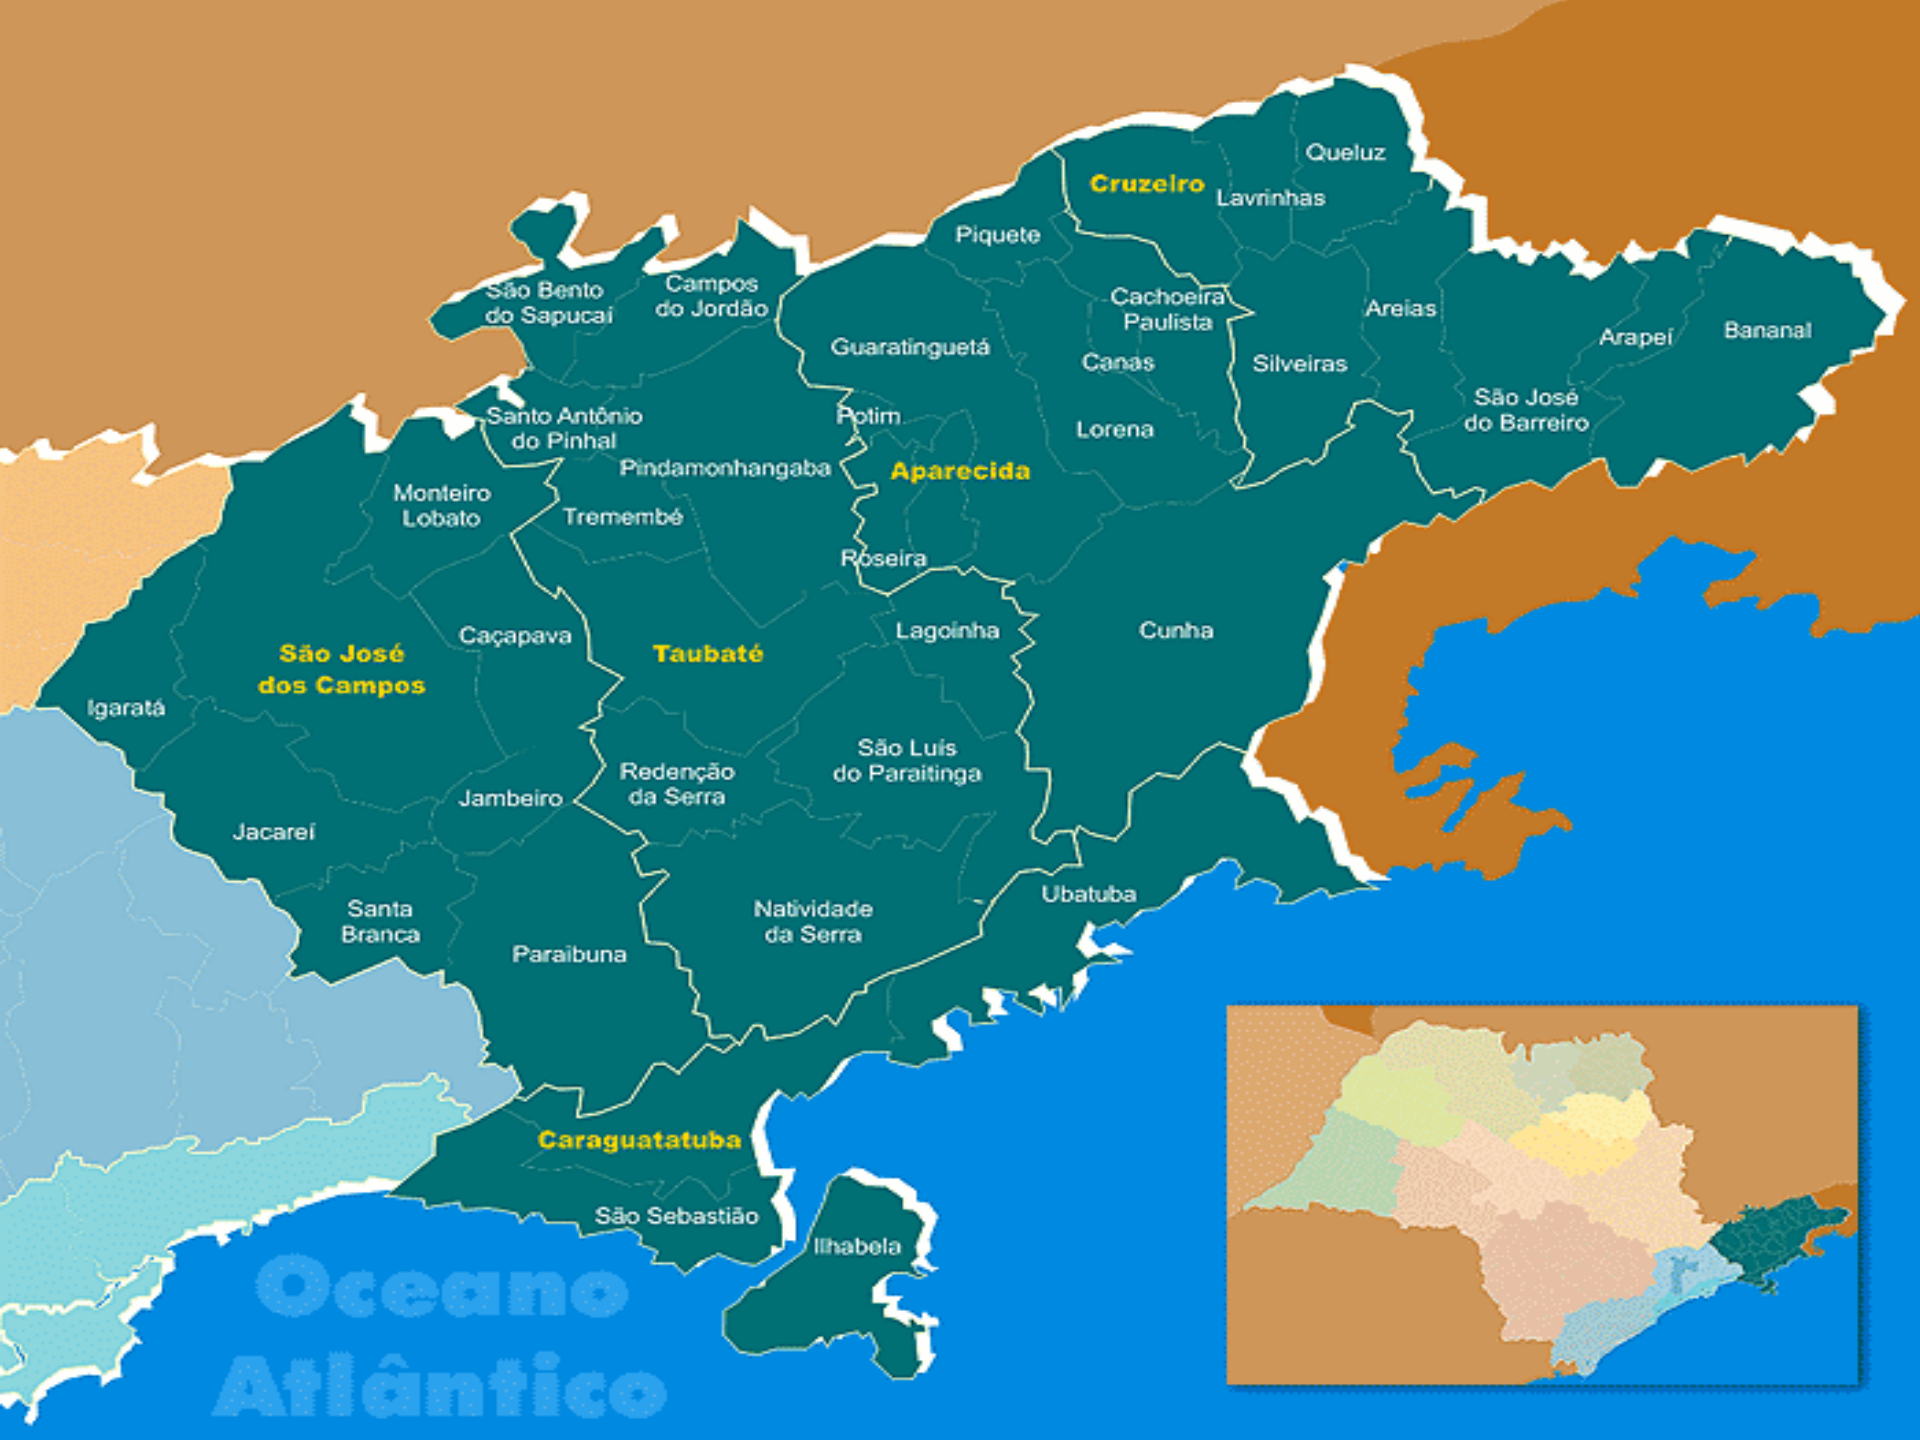 Queluz
Cruzeiro
Lavrinhas
Piquete
São Bento
do Sapucaí
Campos
do Jordão
Cachoeira
Paulista
Areias
Arapeí
Bananal
Guaratinguetá
Canas
Silveiras
São José
do Barreiro
Santo Antônio
do Pinhal
Potim
Lorena
Pindamonhangaba
Aparecida
Monteiro
Lobato
Tremembé
Roseira
Caçapava
Lagoinha
Cunha
São José
dos Campos
Taubaté
Igaratá
São Luís
do Paraitinga
Redenção
da Serra
Jambeiro
Jacareí
Santa
Branca
Natividade
da Serra
Ubatuba
Paraibuna
Caraguatatuba
São Sebastião
Ilhabela
Oceano
Atlântico